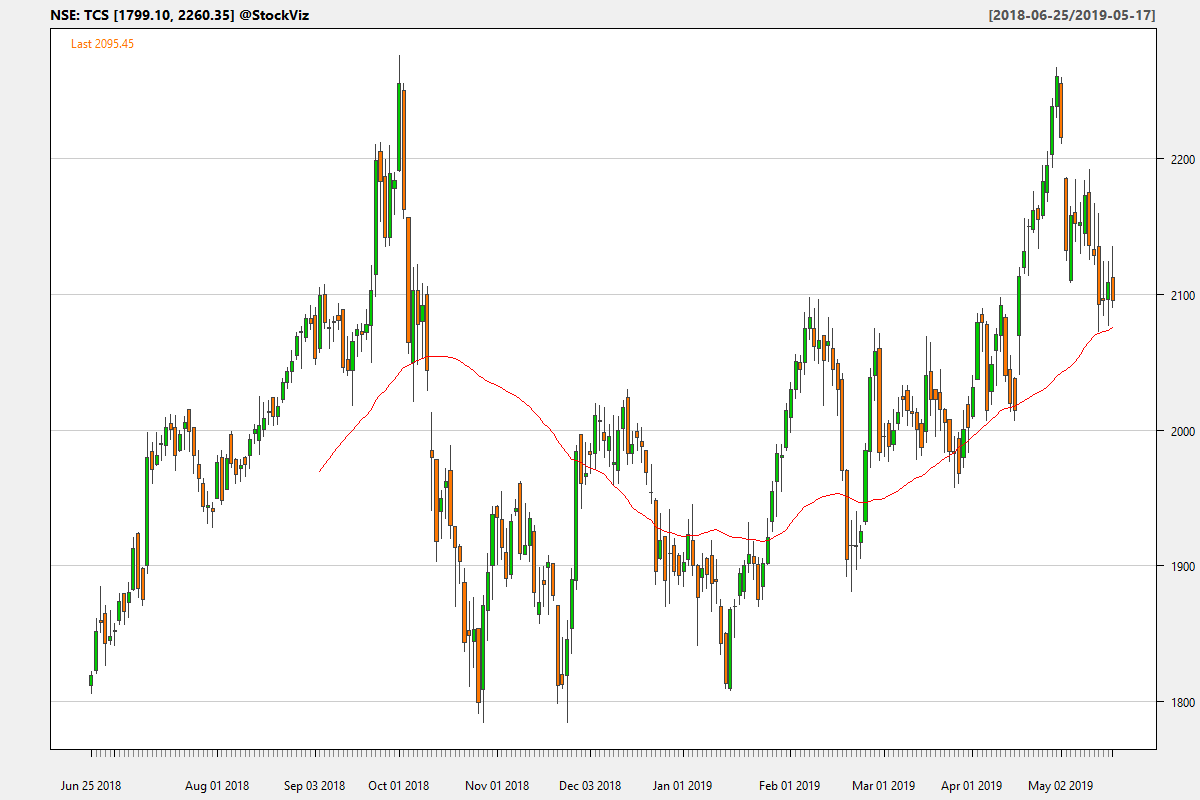 NSE: TCS [1799.10, 2260.35] @StockViz [2018-06-25/2019-05-17]
Last 2095.45
2200
2100
2000
1900
1800
Jun 25 2018 Aug 01 2018 Sep 03 2018 Oct 01 2018 Nov 01 2018 Dec 03 2018 Jan 01 2019 Feb 01 2019 Mar 01 2019 Apr 01 2019 May 02 2019